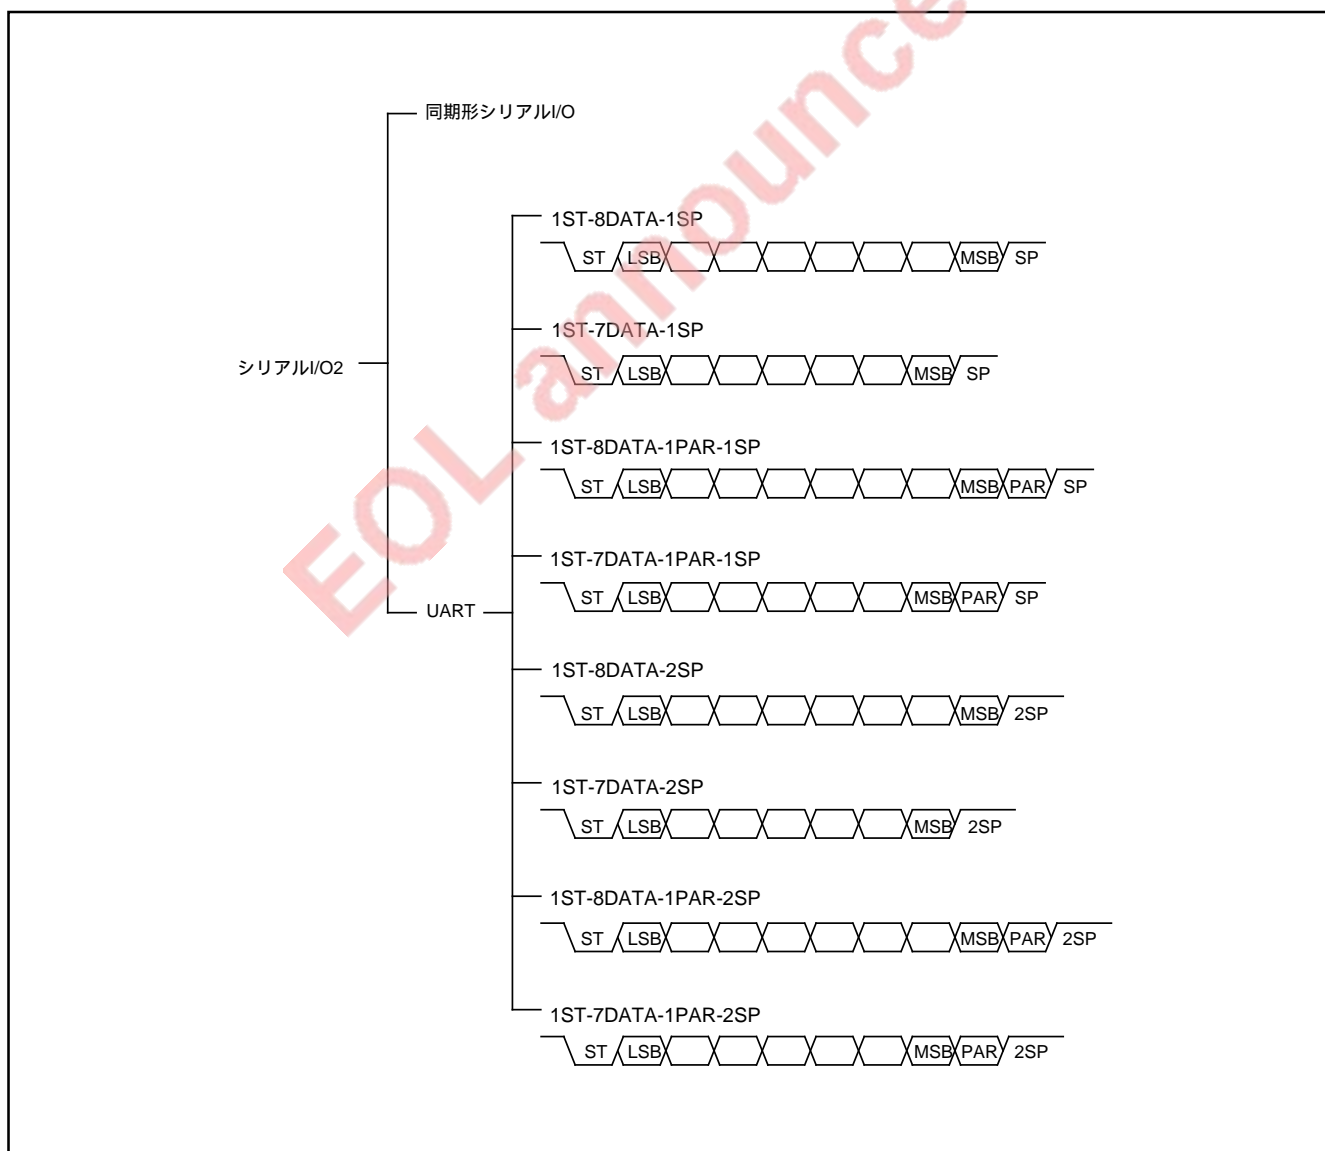 同期形シリアルI/O
1ST-8DATA-1SP
ST LSB MSB SP
1ST-7DATA-1SP
ST LSB MSB SP
シリアルI/O2
1ST-8DATA-1PAR-1SP
ST LSB MSB PAR SP
1ST-7DATA-1PAR-1SP
ST LSB MSB PAR SP
UART
1ST-8DATA-2SP
ST LSB MSB 2SP
1ST-7DATA-2SP
ST LSB MSB 2SP
1ST-8DATA-1PAR-2SP
ST LSB MSB PAR 2SP
1ST-7DATA-1PAR-2SP
ST LSB MSB PAR 2SP
EOL announce